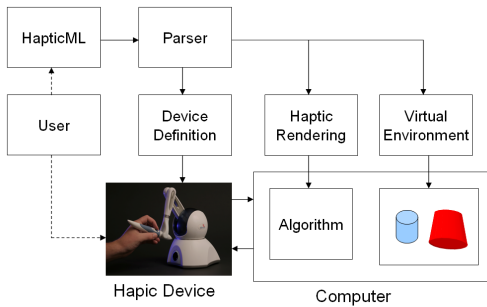 HapticML
Parser
User
Device
Definition
Haptic
Rendering
Virtual
Environment
Algorithm
Hapic Device
Computer